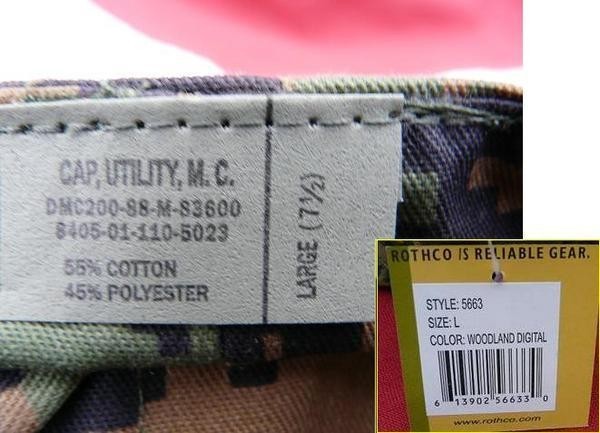 CAP, UTILITY, M. C.
DMC200-88-M-83600
8405-01-110-5023
55% COTTON
45% POLYESTER
LARGE (7½)
ROTHCO IS RELIABLE GEAR.
STYLE: 5663
SIZE: L
COLOR: WOODLAND DIGITAL
6 13902 56633 0
www.rothco.com